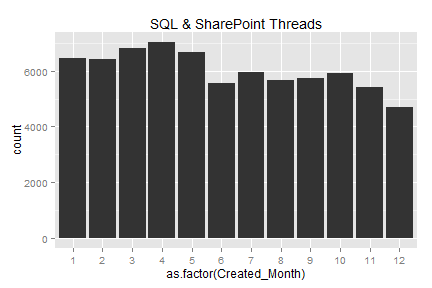 SQL & SharePoint Threads
count
6000
4000
2000
0
1 2 3 4 5 6 7 8 9 10 11 12
as.factor(Created_Month)